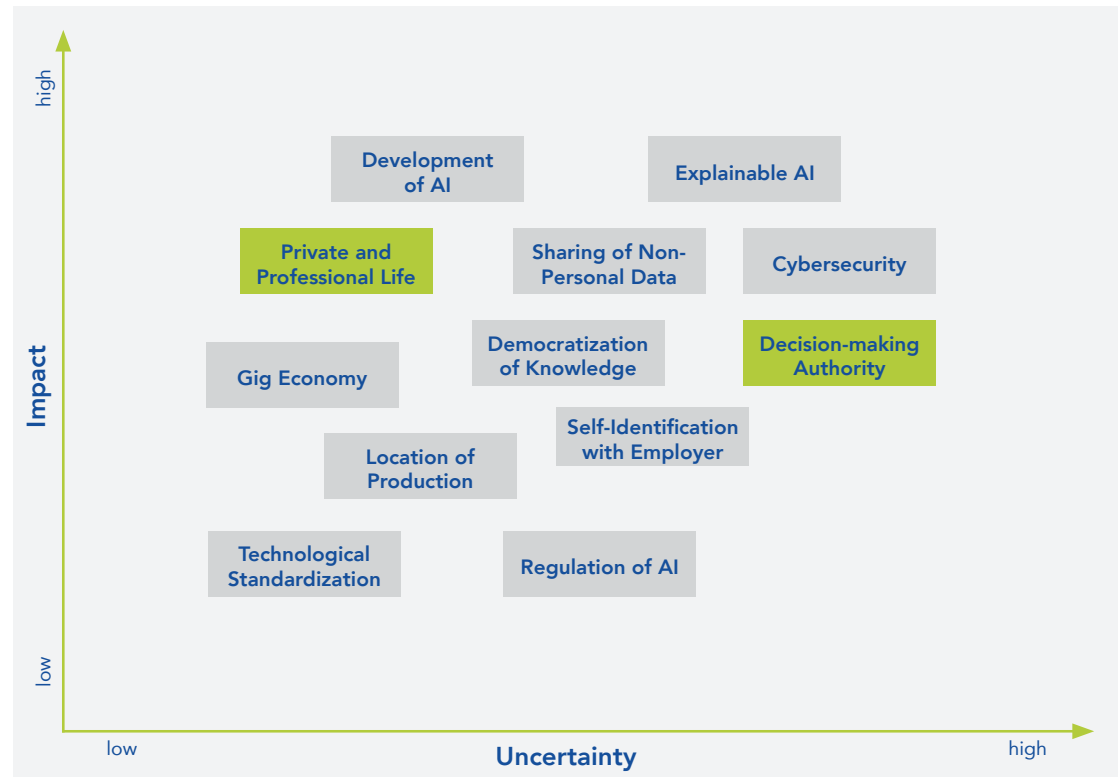 high
Development
of AI
Explainable AI
Private and
Professional Life
Sharing of Non-
Personal Data
Cybersecurity
Impact
Gig Economy
Democratization
of Knowledge
Decision-making
Authority
Location of
Production
Self-Identification
with Employer
Technological
Standardization
Regulation of AI
low
low
Uncertainty
high